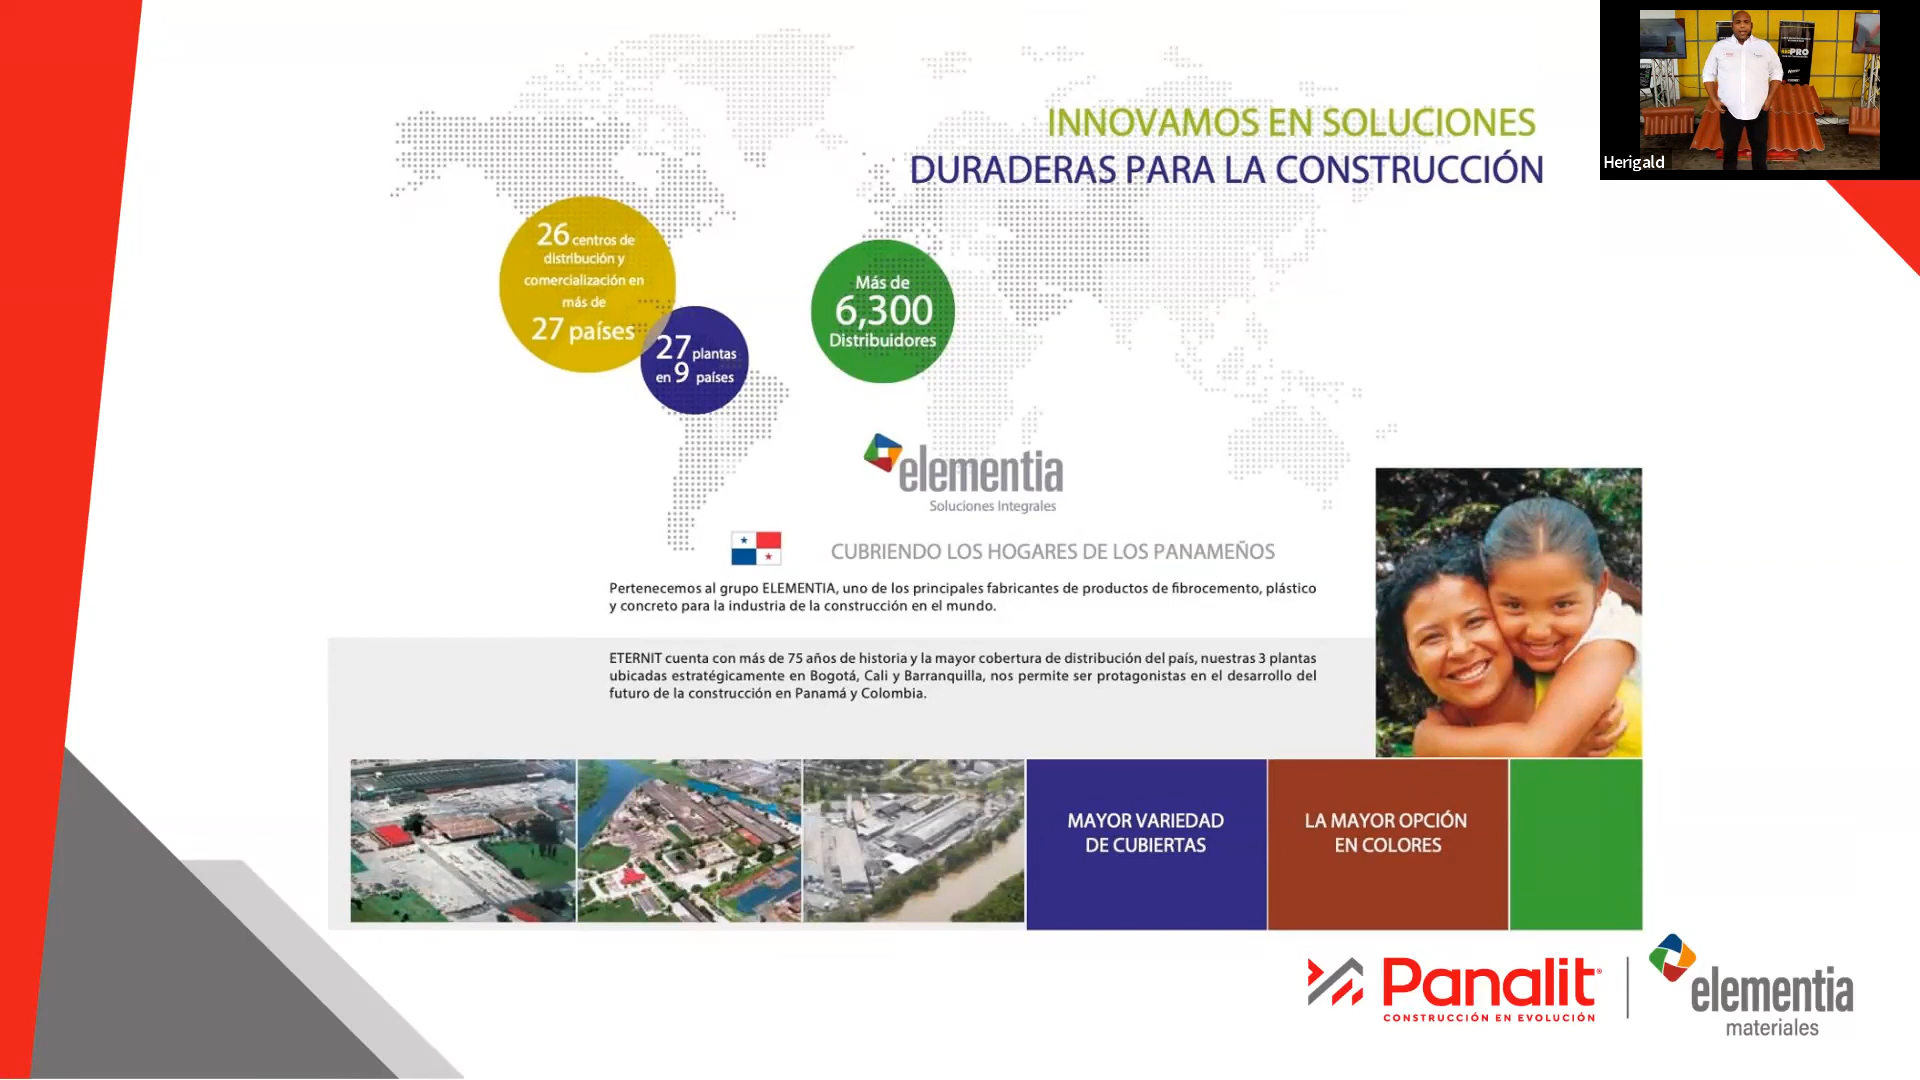 INNOVAMOS EN SOLUCIONES
DURADERAS PARA LA CONSTRUCCIÓN
26 centros de
distribución y
comercialización en
más de
27 países
27 plantas
en 9 países
Más de
6,300
Distribuidores
elementia
Soluciones Integrales
CUBRIENDO LOS HOGARES DE LOS PANAMEÑOS
Pertenecemos al grupo ELEMENTIA, uno de los principales fabricantes de productos de fibrocemento, plástico
y concreto para la industria de la construcción en el mundo.
ETERNIT cuenta con más de 75 años de historia y la mayor cobertura de distribución del país, nuestras 3 plantas
ubicadas estratégicamente en Bogotá, Cali y Barranquilla, nos permite ser protagonistas en el desarrollo del
futuro de la construcción en Panamá y Colombia.
MAYOR VARIEDAD
DE CUBIERTAS
LA MAYOR OPCIÓN
EN COLORES
Panalit®
CONSTRUCCIÓN EN EVOLUCIÓN
elementia
materiales
PRO
Herigald